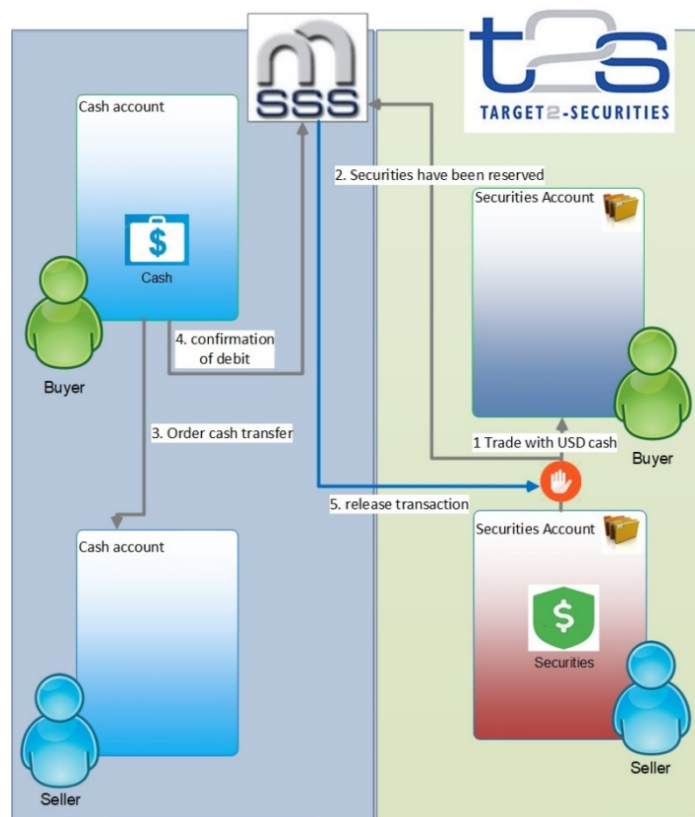 SSS
t2s
TARGET2-SECURITIES
Cash account
2. Securities have been reserved
Securities Account
$
Cash
4. confirmation
of debit
Buyer
3. Order cash transfer
1 Trade with USD cash
Buyer
5. release transaction
Cash account
Securities Account
$
Securities
Seller
Seller